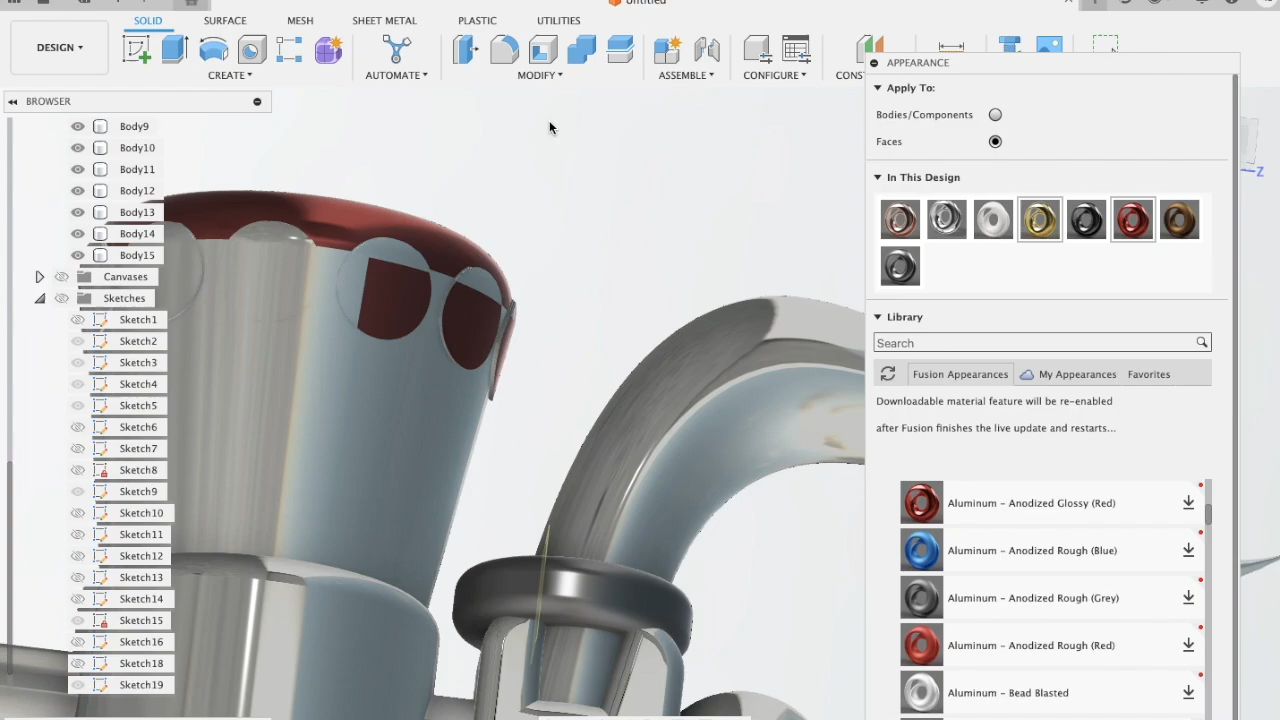 Untitled
SOLID SURFACE MESH SHEET METAL PLASTIC UTILITIES
DESIGN
CREATE AUTOMATE MODIFY ASSEMBLE CONFIGURE
BROWSER
Body9
Body10
Body11
Body12
Body13
Body14
Body15
Canvases
Sketches
Sketch1
Sketch2
Sketch3
Sketch4
Sketch5
Sketch6
Sketch7
Sketch8
Sketch9
Sketch10
Sketch11
Sketch12
Sketch13
Sketch14
Sketch15
Sketch16
Sketch18
Sketch19
Z
APPEARANCE
Apply To:
Bodies/Components
Faces
In This Design
Library
Search
Fusion Appearances My Appearances Favorites
Downloadable material feature will be re-enabled
after Fusion finishes the live update and restarts...
Aluminum - Anodized Glossy (Red)
Aluminum - Anodized Rough (Blue)
Aluminum - Anodized Rough (Grey)
Aluminum - Anodized Rough (Red)
Aluminum - Bead Blasted